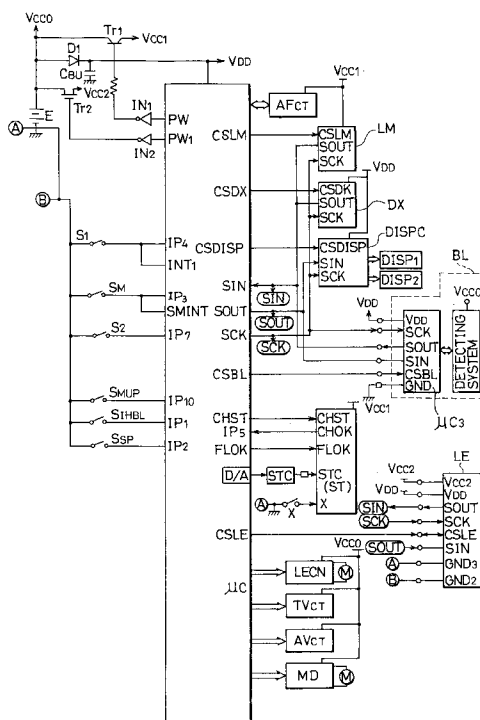 VCC0
Tr1
VCC1
D1
CBU
VCC2
Tr2
VDD
IN1
PW
IN2
PW1
E
A
B
S1
IP4
INT1
SM
IP3
SMINT
S2
IP7
SMUP
IP10
SIHBL
IP1
SSP
IP2
CSLM
CSDX
CSDISP
SIN
SOUT
SCK
CSBL
CHST
IP5
FLOK
D/A
CSLE
μC
AFCT
VCC1
CSLM
SOUT
SCK
LM
VDD
CSDK
SOUT
SCK
DX
DISPC
CSDISP
SIN
SCK
DISP1
DISP2
SIN
SOUT
SCK
BL
VDD
VCC0
VDD
SCK
SOUT
SIN
CSBL
GND
DETECTING SYSTEM
μC3
VCC1
CHST
CHOK
FLOK
STC
STC
(ST)
A
X
X
LE
VCC2
VDD
SIN
SCK
SOUT
A
B
VCC2
VDD
SOUT
SCK
CSLE
SIN
GND3
GND2
VCC0
LECN
M
TVCT
AVCT
MD
M